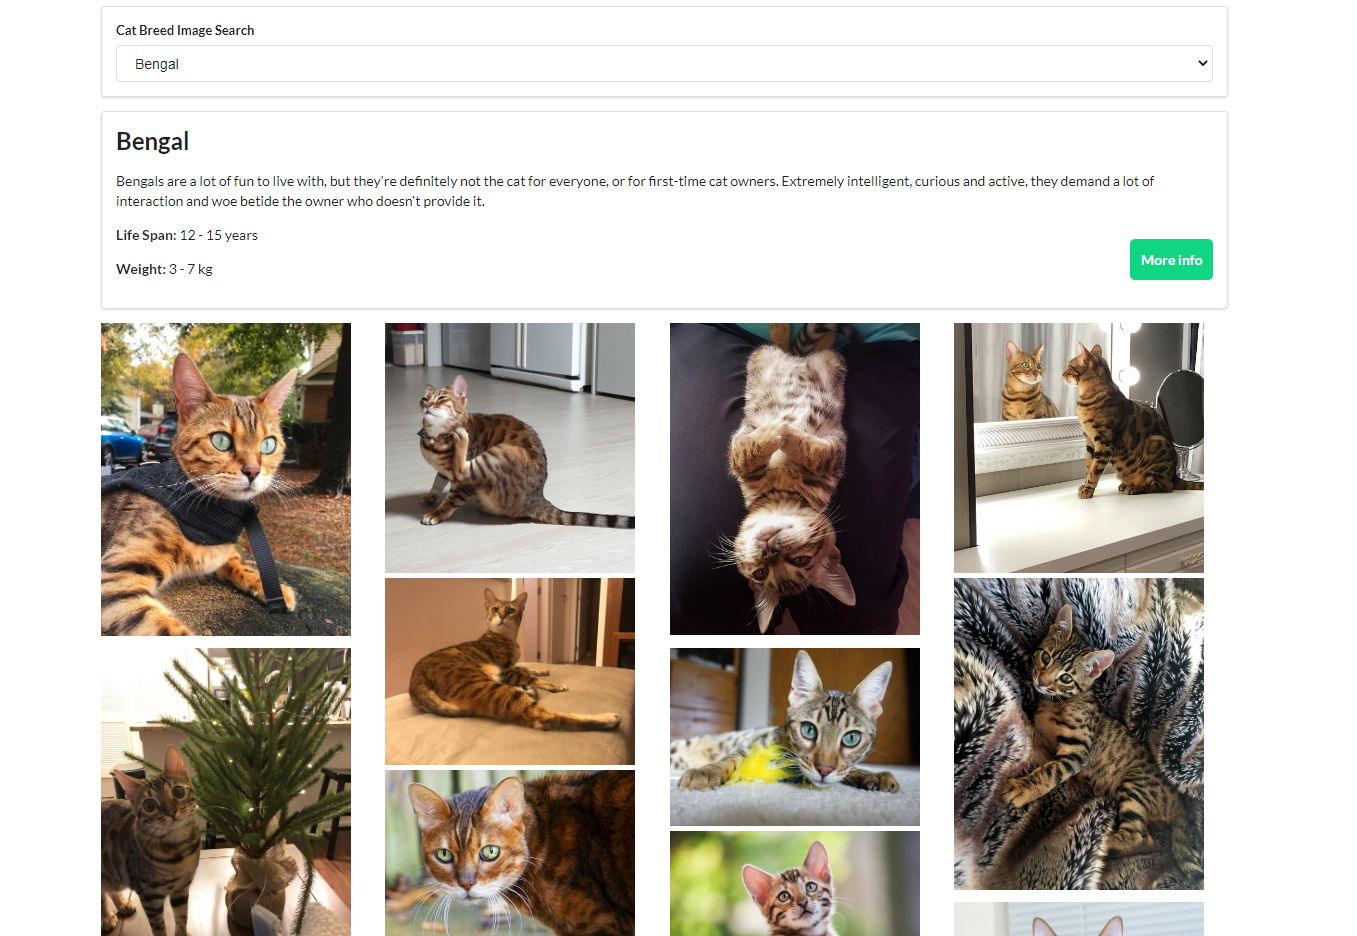 Cat Breed Image Search
Bengal
Bengal
Bengals are a lot of fun to live with, but they're definitely not the cat for everyone, or for first-time cat owners. Extremely intelligent, curious and active, they demand a lot of
interaction and woe betide the owner who doesn't provide it.
Life Span: 12 - 15 years
Weight: 3 - 7 kg
More info